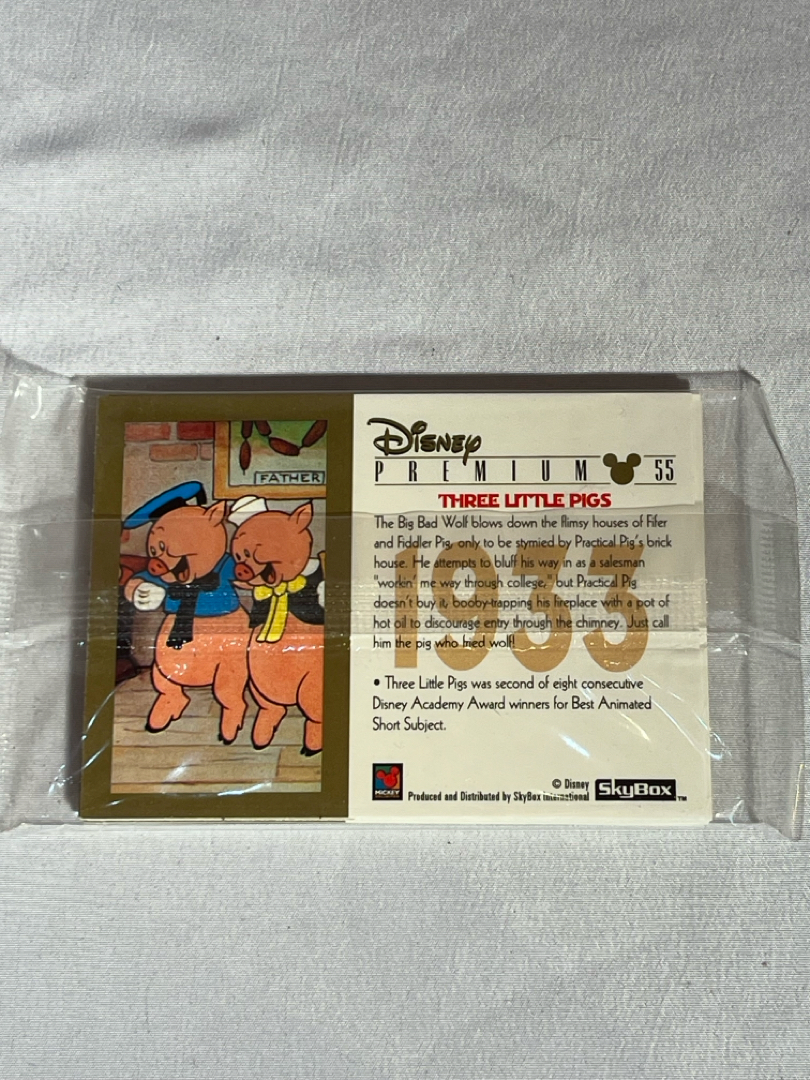 FATHER
Disney
PREMIUM 55
THREE LITTLE PIGS
The Big Bad Wolf blows down the flimsy houses of Fifer
and Fiddler Pig, only to be stymied by Practical Pig's brick
house. He attempts to bluff his way in as a salesman
"workin' me way through college," but Practical Pig
doesn't buy it, booby-trapping his fireplace with a pot of
hot oil to discourage entry through the chimney. Just call
him the pig who fried wolf!
1933
• Three Little Pigs was second of eight consecutive
Disney Academy Award winners for Best Animated
Short Subject.
MICKEY
© Disney
Produced and Distributed by SkyBox International
SkyBox™